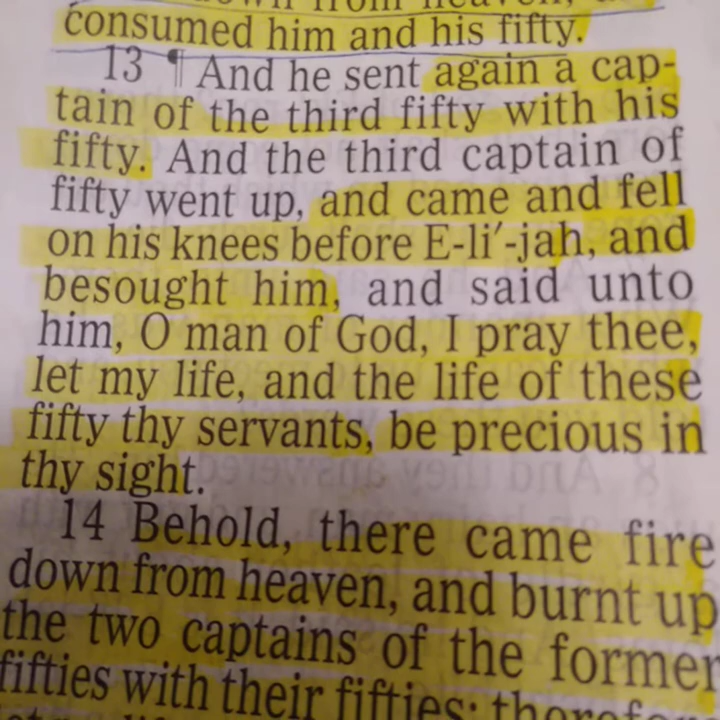 down from heaven,
consumed him and his fifty.
13 ¶ And he sent again a cap-
tain of the third fifty with his
fifty. And the third captain of
fifty went up, and came and fell
on his knees before E-li′-jah, and
besought him, and said unto
him, O man of God, I pray thee,
let my life, and the life of these
fifty thy servants, be precious in
thy sight.
14 Behold, there came fire
down from heaven, and burnt up
the two captains of the former
fifties with their fifties: